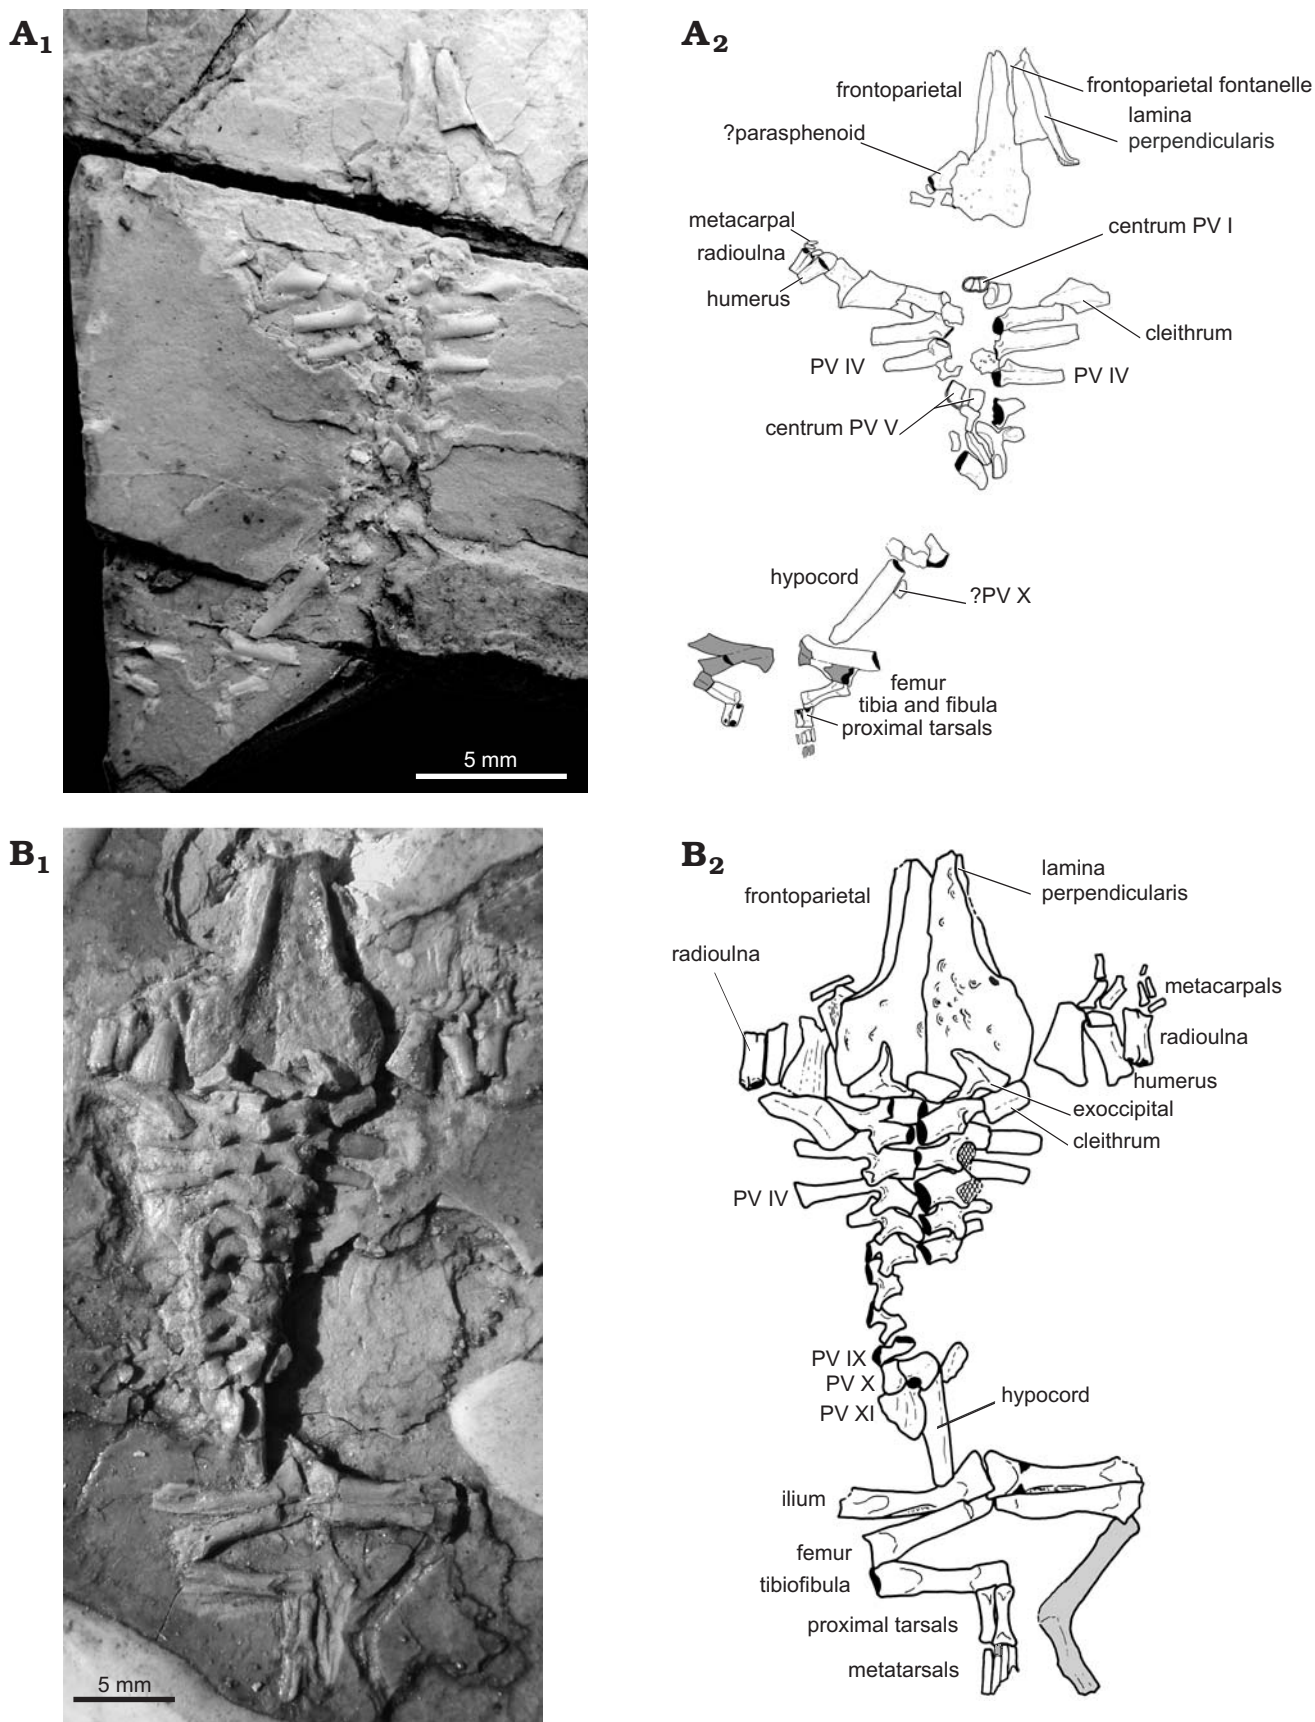 A1
5 mm
A2
frontoparietal
frontoparietal fontanelle
lamina
perpendicularis
?parasphenoid
metacarpal
radioulna
humerus
centrum PV I
cleithrum
PV IV
PV IV
centrum PV V
hypocord
?PV X
femur
tibia and fibula
proximal tarsals
B1
5 mm
B2
lamina
perpendicularis
frontoparietal
radioulna
metacarpals
radioulna
humerus
exoccipital
cleithrum
PV IV
PV IX
PV X
PV XI
hypocord
ilium
femur
tibiofibula
proximal tarsals
metatarsals